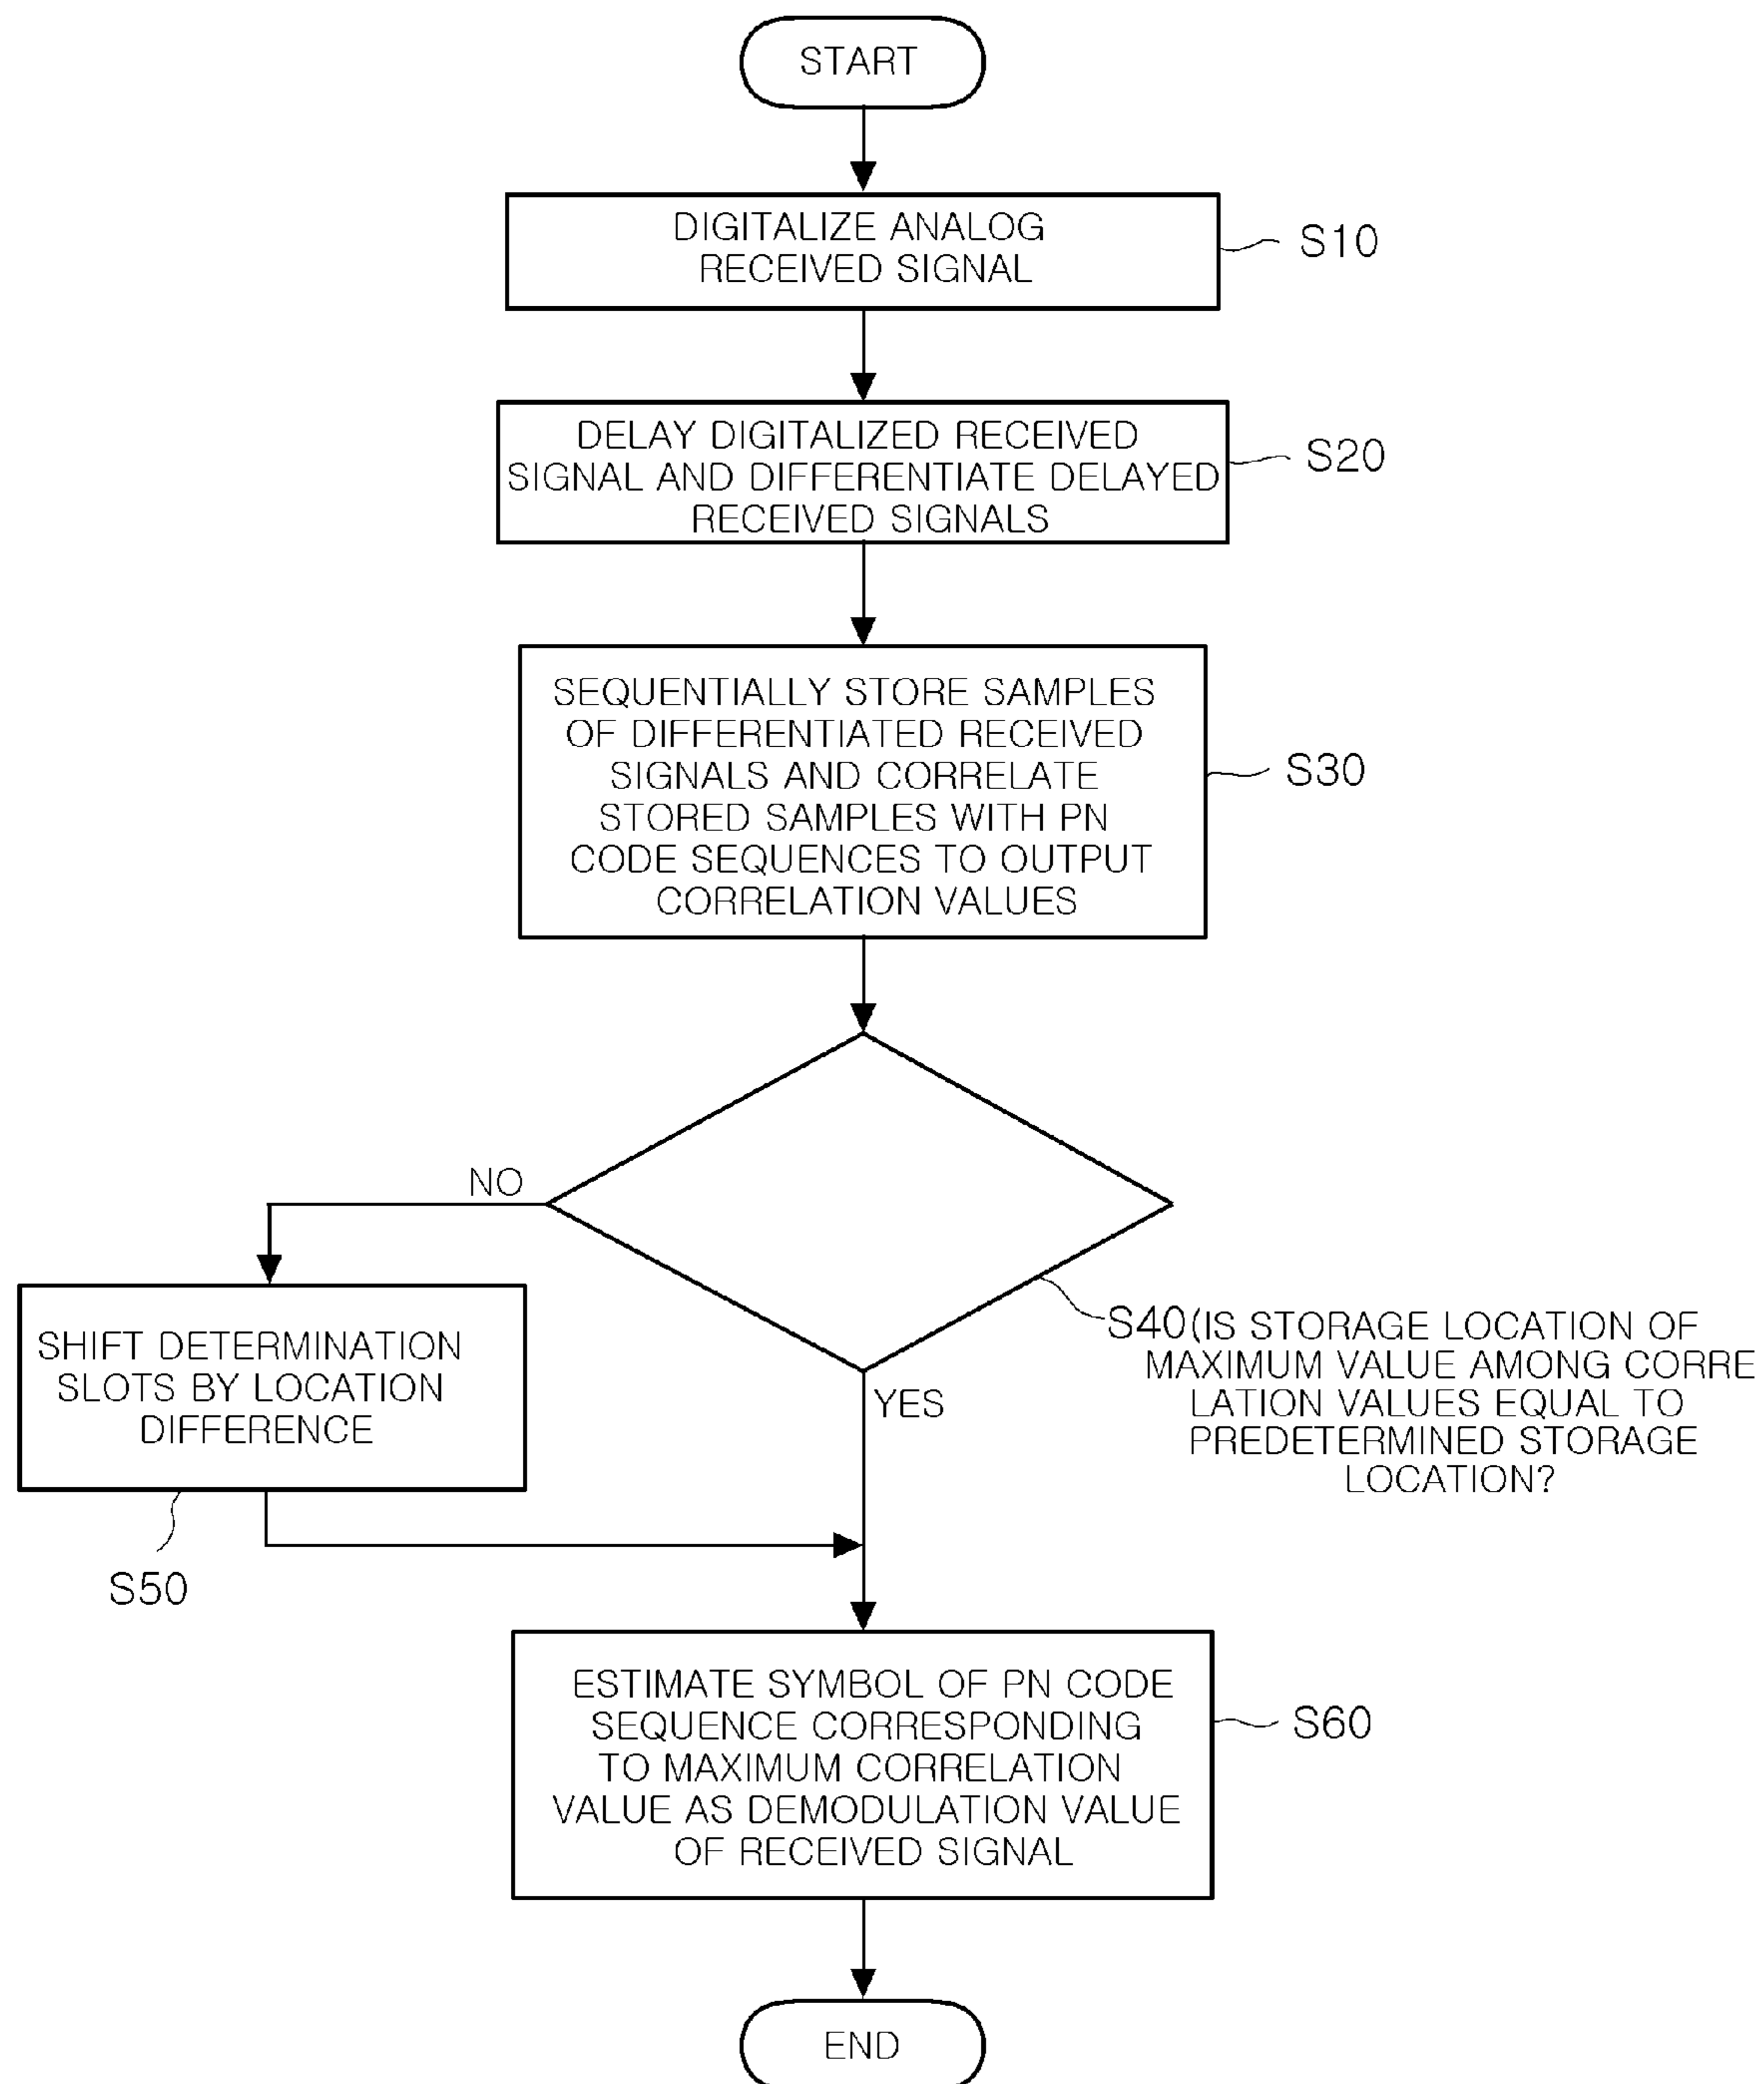 START
DIGITALIZE ANALOG
RECEIVED SIGNAL
S10
DELAY DIGITALIZED RECEIVED
SIGNAL AND DIFFERENTIATE DELAYED
RECEIVED SIGNALS
S20
SEQUENTIALLY STORE SAMPLES
OF DIFFERENTIATED RECEIVED
SIGNALS AND CORRELATE
STORED SAMPLES WITH PN
CODE SEQUENCES TO OUTPUT
CORRELATION VALUES
S30
NO
S40(IS STORAGE LOCATION OF
MAXIMUM VALUE AMONG CORRE
LATION VALUES EQUAL TO
PREDETERMINED STORAGE
LOCATION?
YES
SHIFT DETERMINATION
SLOTS BY LOCATION
DIFFERENCE
S50
ESTIMATE SYMBOL OF PN CODE
SEQUENCE CORRESPONDING
TO MAXIMUM CORRELATION
VALUE AS DEMODULATION VALUE
OF RECEIVED SIGNAL
S60
END